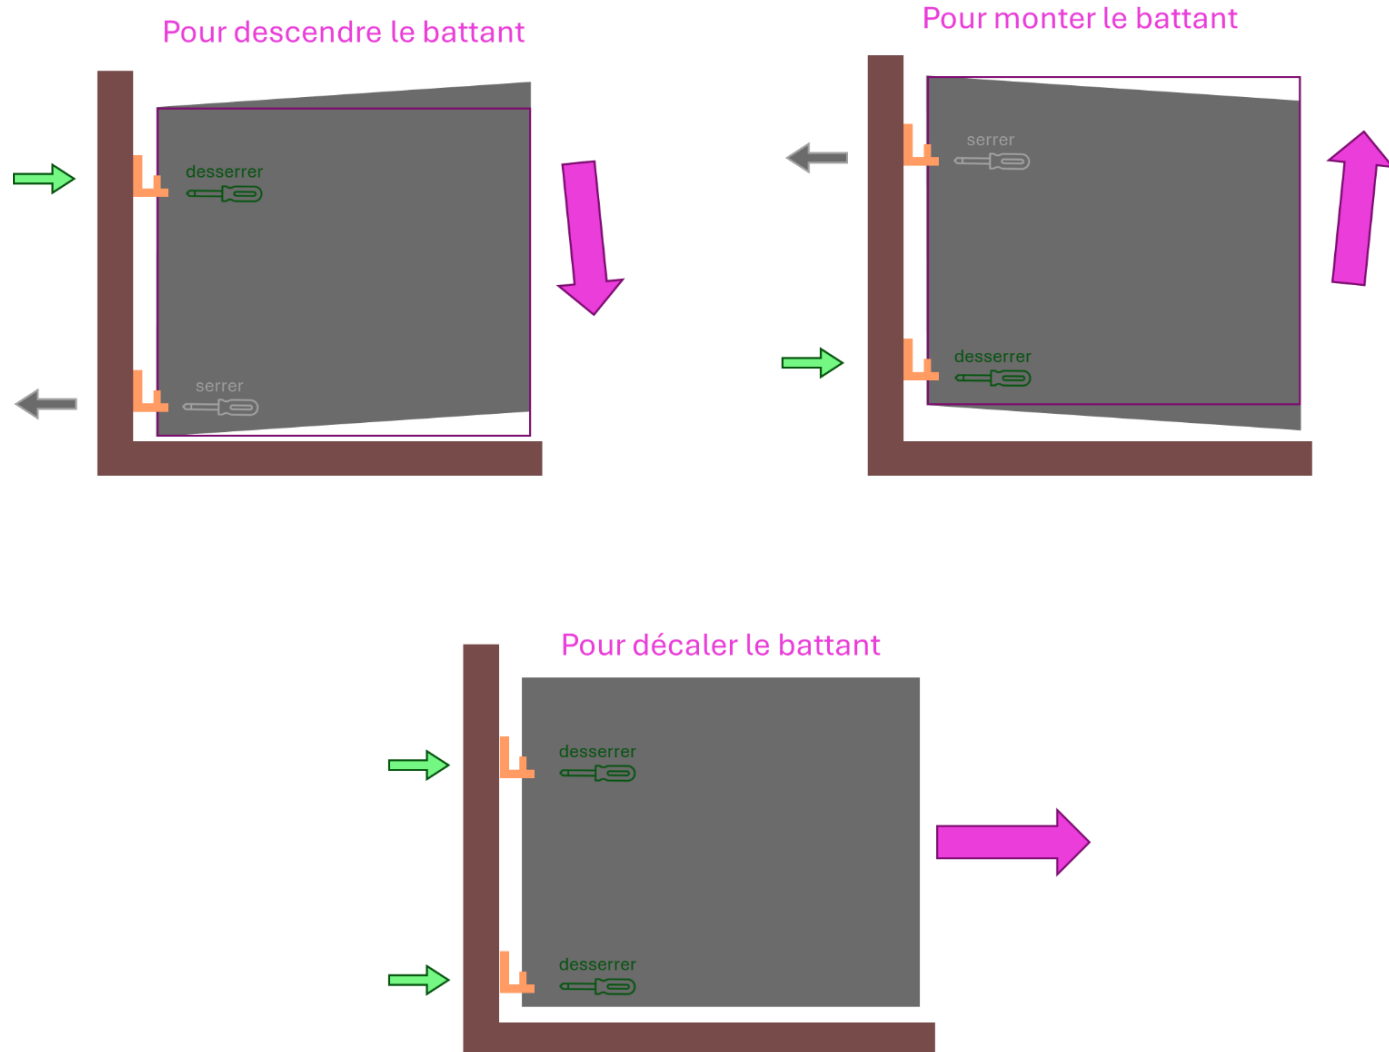 Pour descendre le battant
desserrer
serrer
Pour monter le battant
serrer
desserrer
Pour décaler le battant
desserrer
desserrer